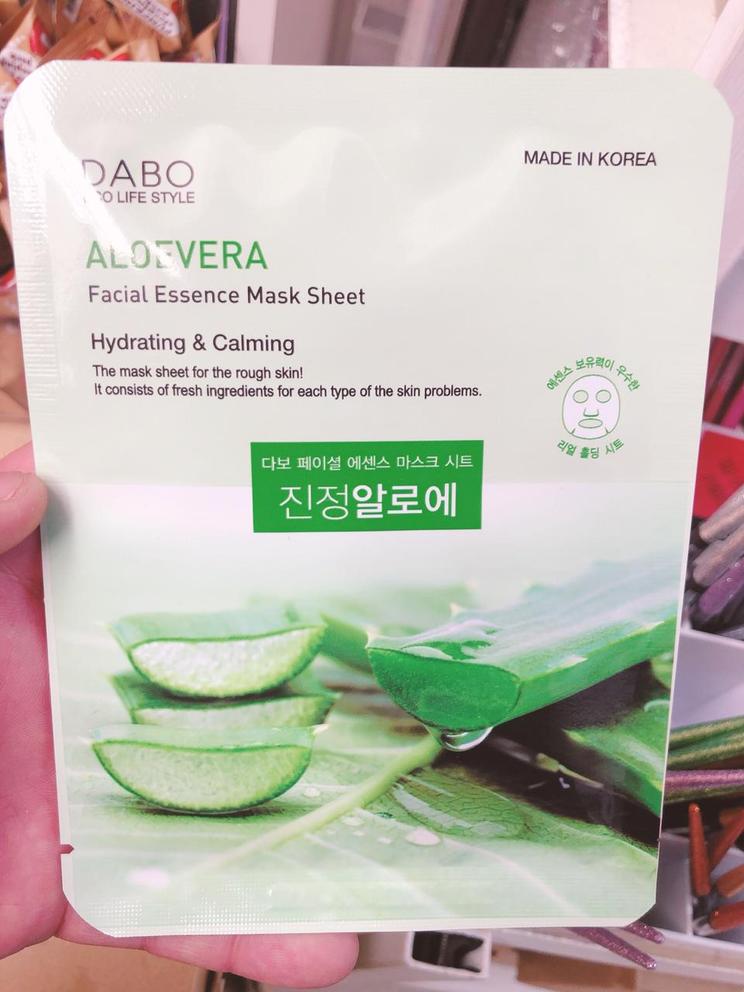 DABO
ECO LIFE STYLE
MADE IN KOREA
ALOEVERA
Facial Essence Mask Sheet
Hydrating & Calming
The mask sheet for the rough skin!
It consists of fresh ingredients for each type of the skin problems.
에센스 보유력이 우수한
리얼 홀딩 시트
다보 페이셜 에센스 마스크 시트
진정알로에